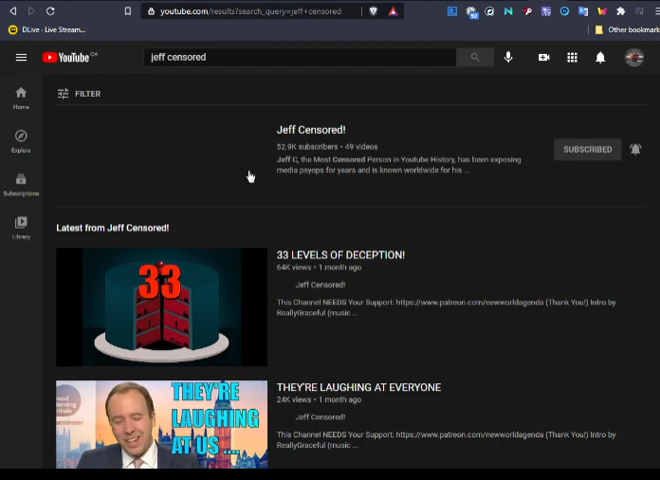 youtube.com/results?search_query=jeff+censored
DLive - Live Stream...
Other bookmark
YouTube CA
jeff censored
FILTER
Home
Explore
Subscriptions
Library
Jeff Censored!
52.9K subscribers • 49 videos
Jeff C, the Most Censored Person in Youtube History, has been exposing
media psyops for years and is known worldwide for his ...
SUBSCRIBED
Latest from Jeff Censored!
33
33 LEVELS OF DECEPTION!
64K views • 1 month ago
Jeff Censored!
This Channel NEEDS Your Support: https://www.patreon.com/newworldagenda (Thank You!) Intro by
ReallyGraceful (music ...
THEY'RE
LAUGHING
AT US ....
THEY'RE LAUGHING AT EVERYONE
24K views • 1 month ago
Jeff Censored!
This Channel NEEDS Your Support: https://www.patreon.com/newworldagenda (Thank You!) Intro by
ReallyGraceful (music ...